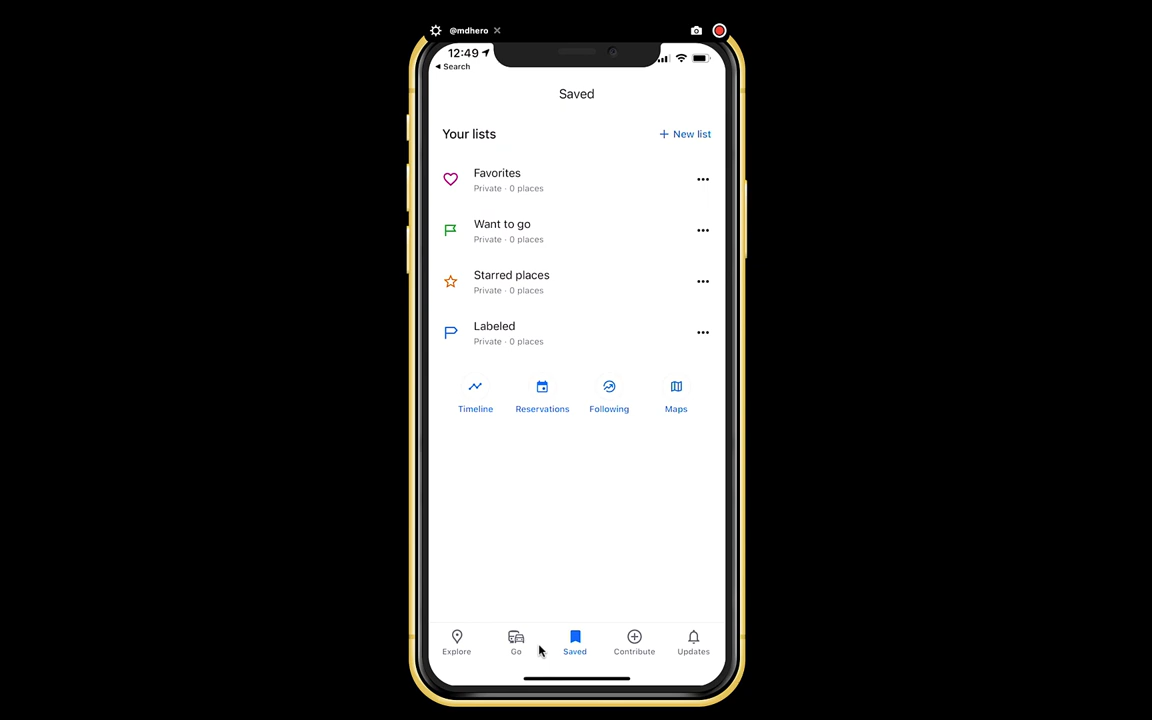 @mdhero
12:49
◀ Search
Saved
Your lists
+ New list
Favorites
Private · 0 places
Want to go
Private · 0 places
Starred places
Private · 0 places
Labeled
Private · 0 places
Timeline
Reservations
Following
Maps
Explore
Go
Saved
Contribute
Updates